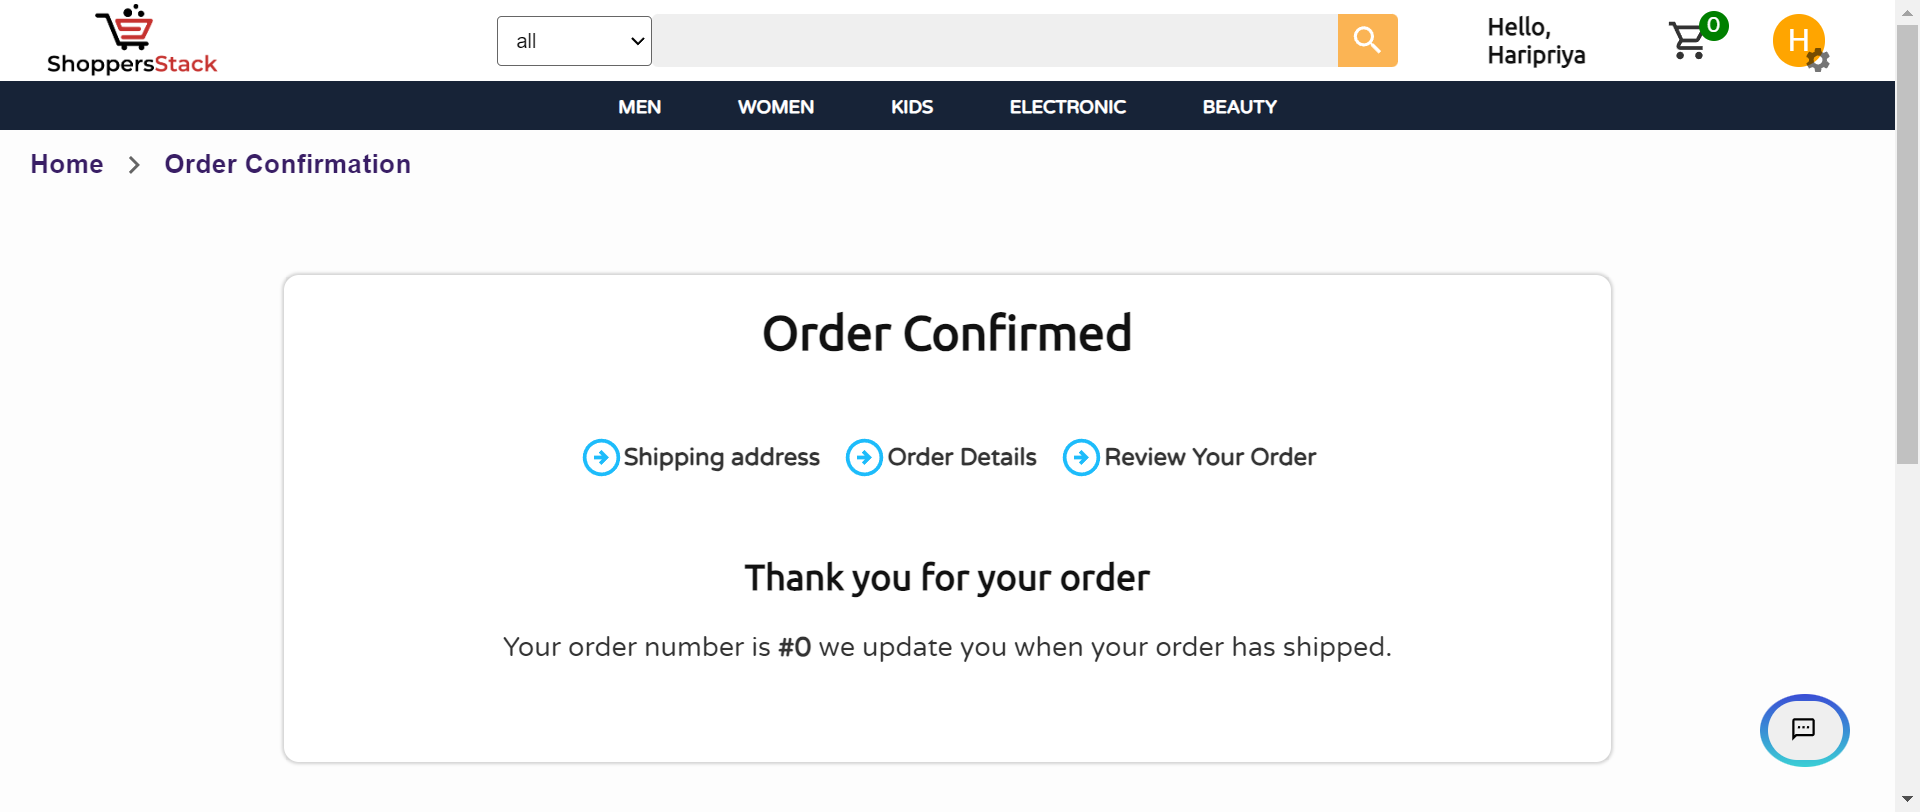 ShoppersStack
all
Hello,
Haripriya
0
H
MEN WOMEN KIDS ELECTRONIC BEAUTY
Home > Order Confirmation
Order Confirmed
Shipping address Order Details Review Your Order
Thank you for your order
Your order number is #0 we update you when your order has shipped.